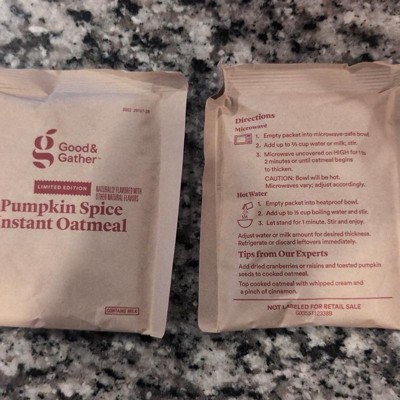 Good&
Gather™
LIMITED EDITION
NATURALLY FLAVORED WITH
OTHER NATURAL FLAVORS
Pumpkin Spice
Instant Oatmeal
CONTAINS: MILK
Directions
Microwave
1. Empty packet into microwave-safe bowl.
2. Add up to ⅔ cup water or milk; stir.
3. Microwave uncovered on HIGH for 1½-
2 minutes or until oatmeal begins
to thicken.
CAUTION: Bowl will be hot.
Microwaves vary; adjust accordingly.
Hot Water
1. Empty packet into heatproof bowl.
2. Add up to ½ cup boiling water and stir.
3. Let stand for 1 minute. Stir and enjoy.
Adjust water or milk amount for desired thickness.
Refrigerate or discard leftovers immediately.
Tips from Our Experts
Add dried cranberries or raisins and toasted pumpkin
seeds to cooked oatmeal.
Top cooked oatmeal with whipped cream and
a pinch of cinnamon.
NOT LABELED FOR RETAIL SALE